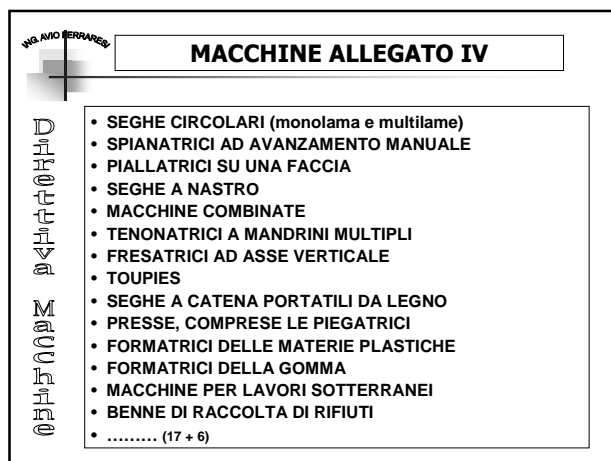 ING. AVIO FERRARESI
MACCHINE ALLEGATO IV
Direttiva Macchine
• SEGHE CIRCOLARI (monolama e multilame)
• SPIANATRICI AD AVANZAMENTO MANUALE
• PIALLATRICI SU UNA FACCIA
• SEGHE A NASTRO
• MACCHINE COMBINATE
• TENONATRICI A MANDRINI MULTIPLI
• FRESATRICI AD ASSE VERTICALE
• TOUPIES
• SEGHE A CATENA PORTATILI DA LEGNO
• PRESSE, COMPRESE LE PIEGATRICI
• FORMATRICI DELLE MATERIE PLASTICHE
• FORMATRICI DELLA GOMMA
• MACCHINE PER LAVORI SOTTERRANEI
• BENNE DI RACCOLTA DI RIFIUTI
• ......... (17 + 6)